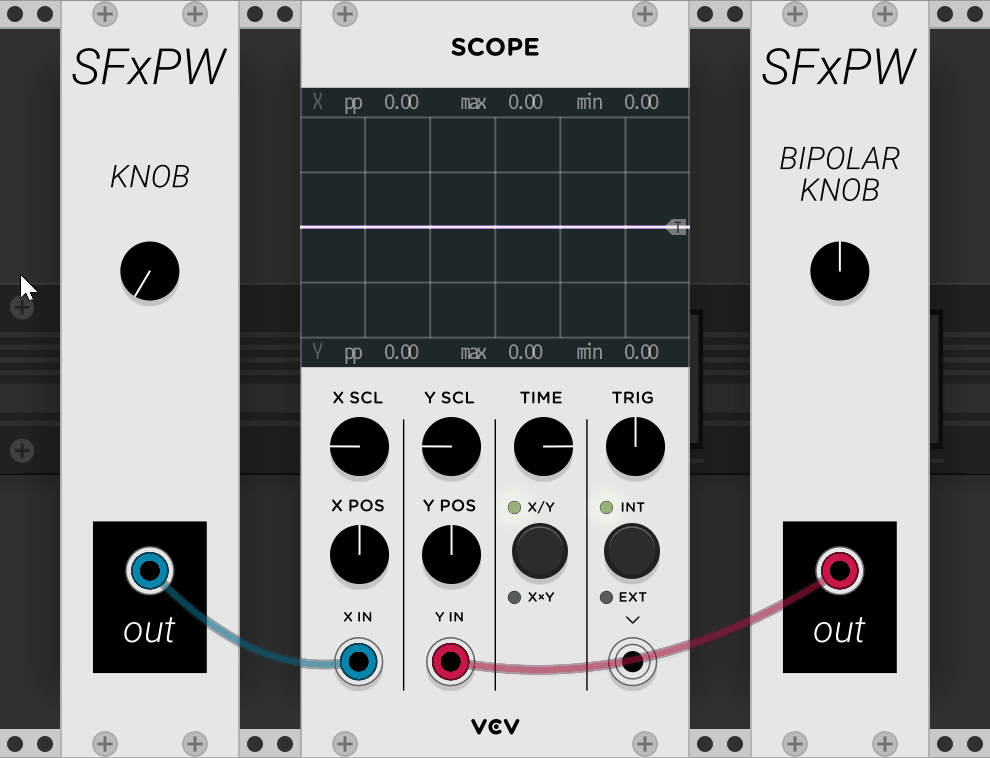 SFxPW
KNOB
out
SCOPE
X pp 0.00 max 0.00 min 0.00
T
Y pp 0.00 max 0.00 min 0.00
X SCL Y SCL TIME TRIG
X POS Y POS X/Y INT
X×Y EXT
X IN Y IN
VCV
SFxPW
BIPOLAR
KNOB
out